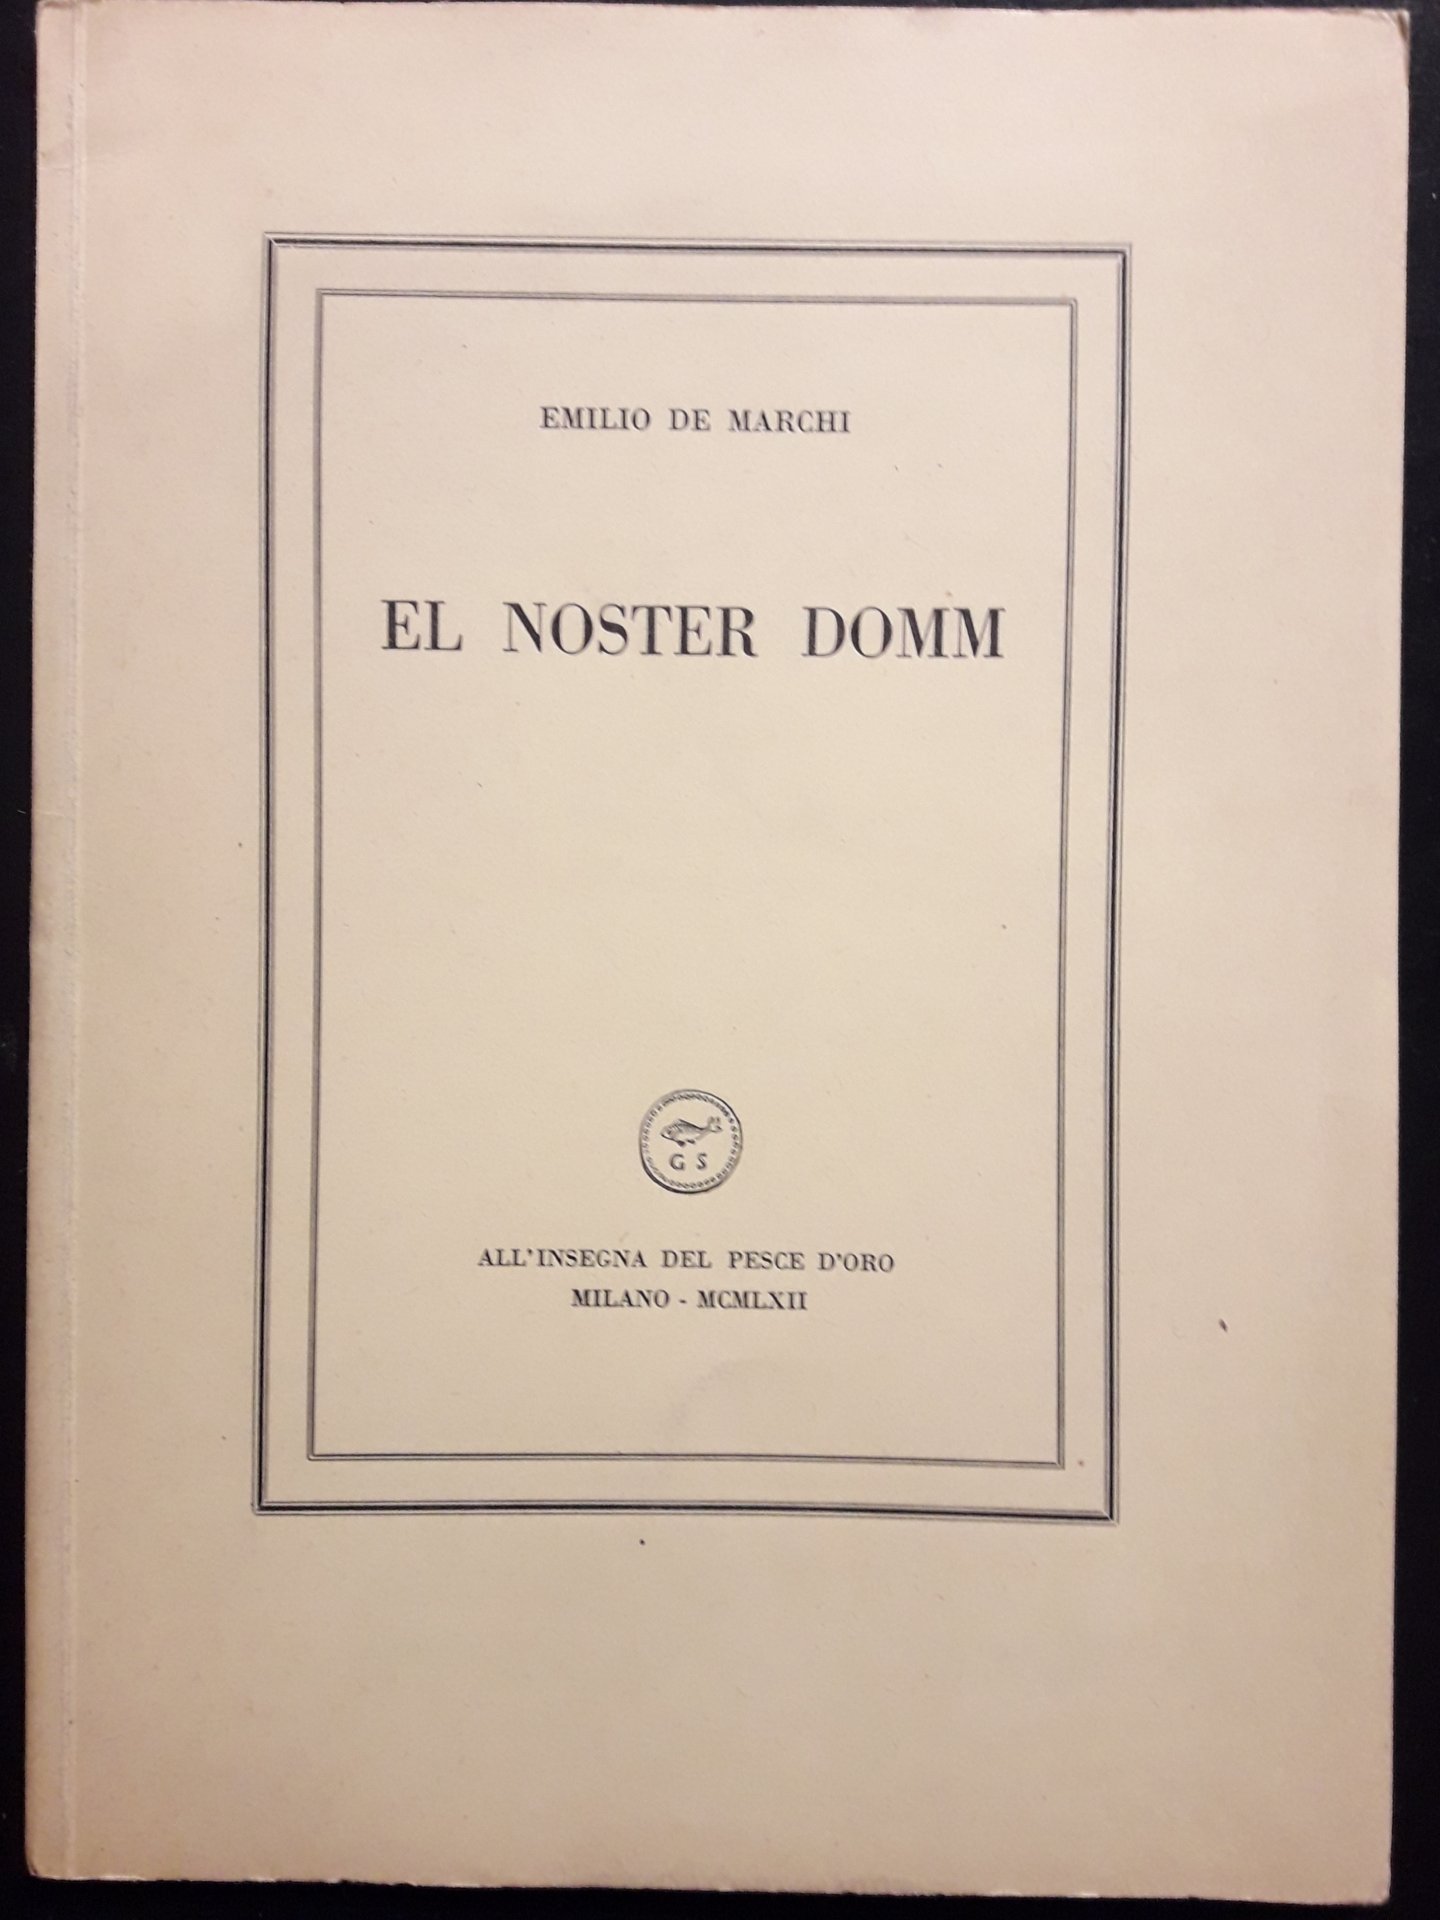 EMILIO DE MARCHI
EL NOSTER DOMM
G S
ALL'INSEGNA DEL PESCE D'ORO
MILANO - MCMLXII